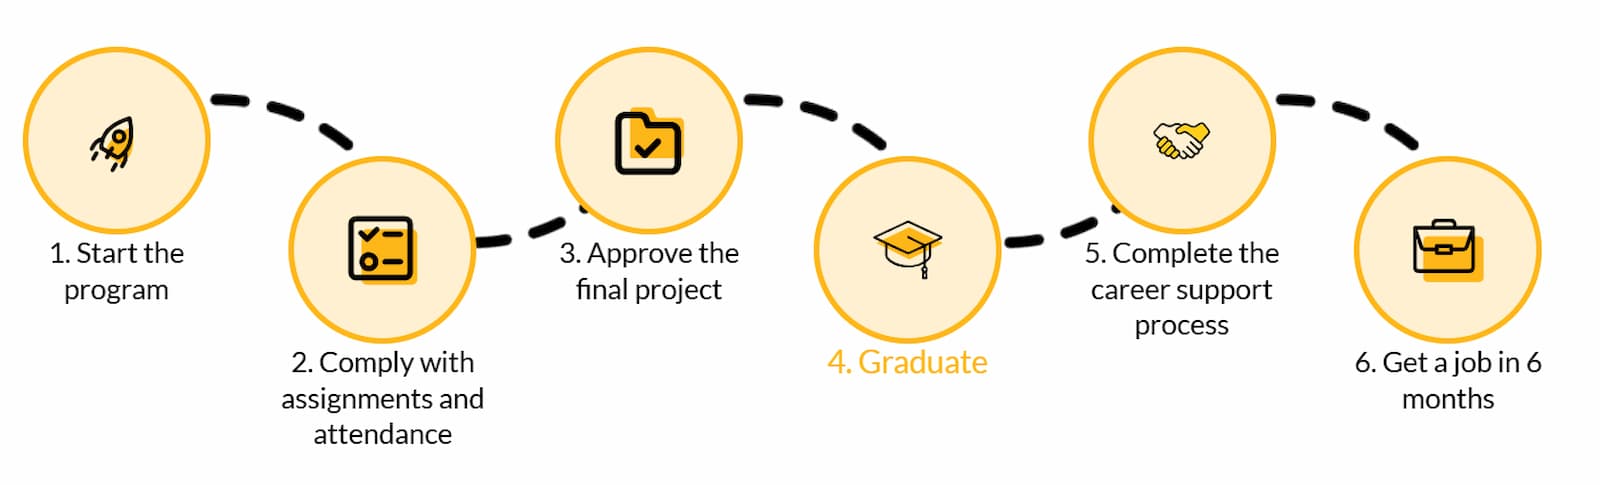 1. Start the
program
2. Comply with
assignments and
attendance
3. Approve the
final project
4. Graduate
5. Complete the
career support
process
6. Get a job in 6
months